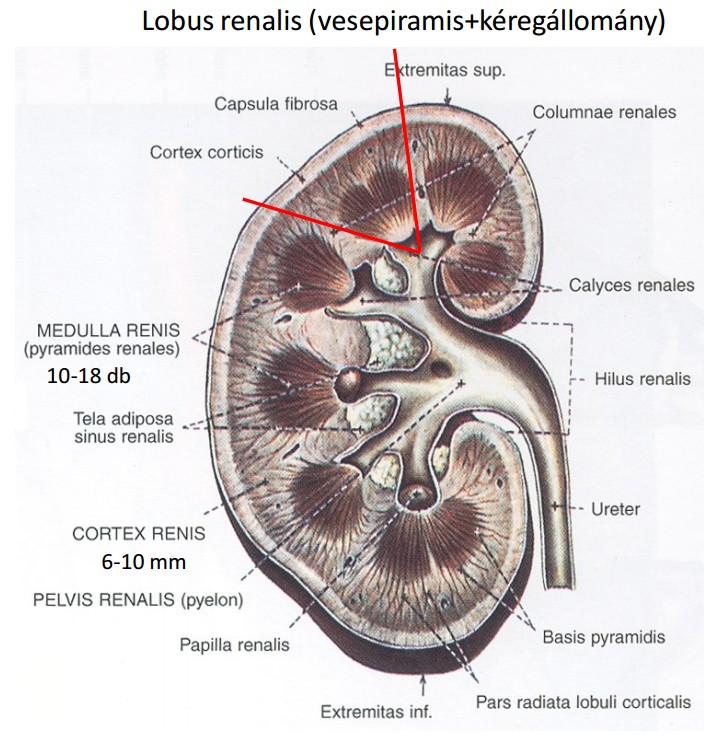 Lobus renalis (vesepiramis+kéregállomány)
Extremitas sup.
Capsula fibrosa
Columnae renales
Cortex corticis
Calyces renales
MEDULLA RENIS
(pyramides renales)
10-18 db
Hilus renalis
Tela adiposa
sinus renalis
Ureter
CORTEX RENIS
6-10 mm
PELVIS RENALIS (pyelon)
Papilla renalis
Basis pyramidis
Pars radiata lobuli corticalis
Extremitas inf.